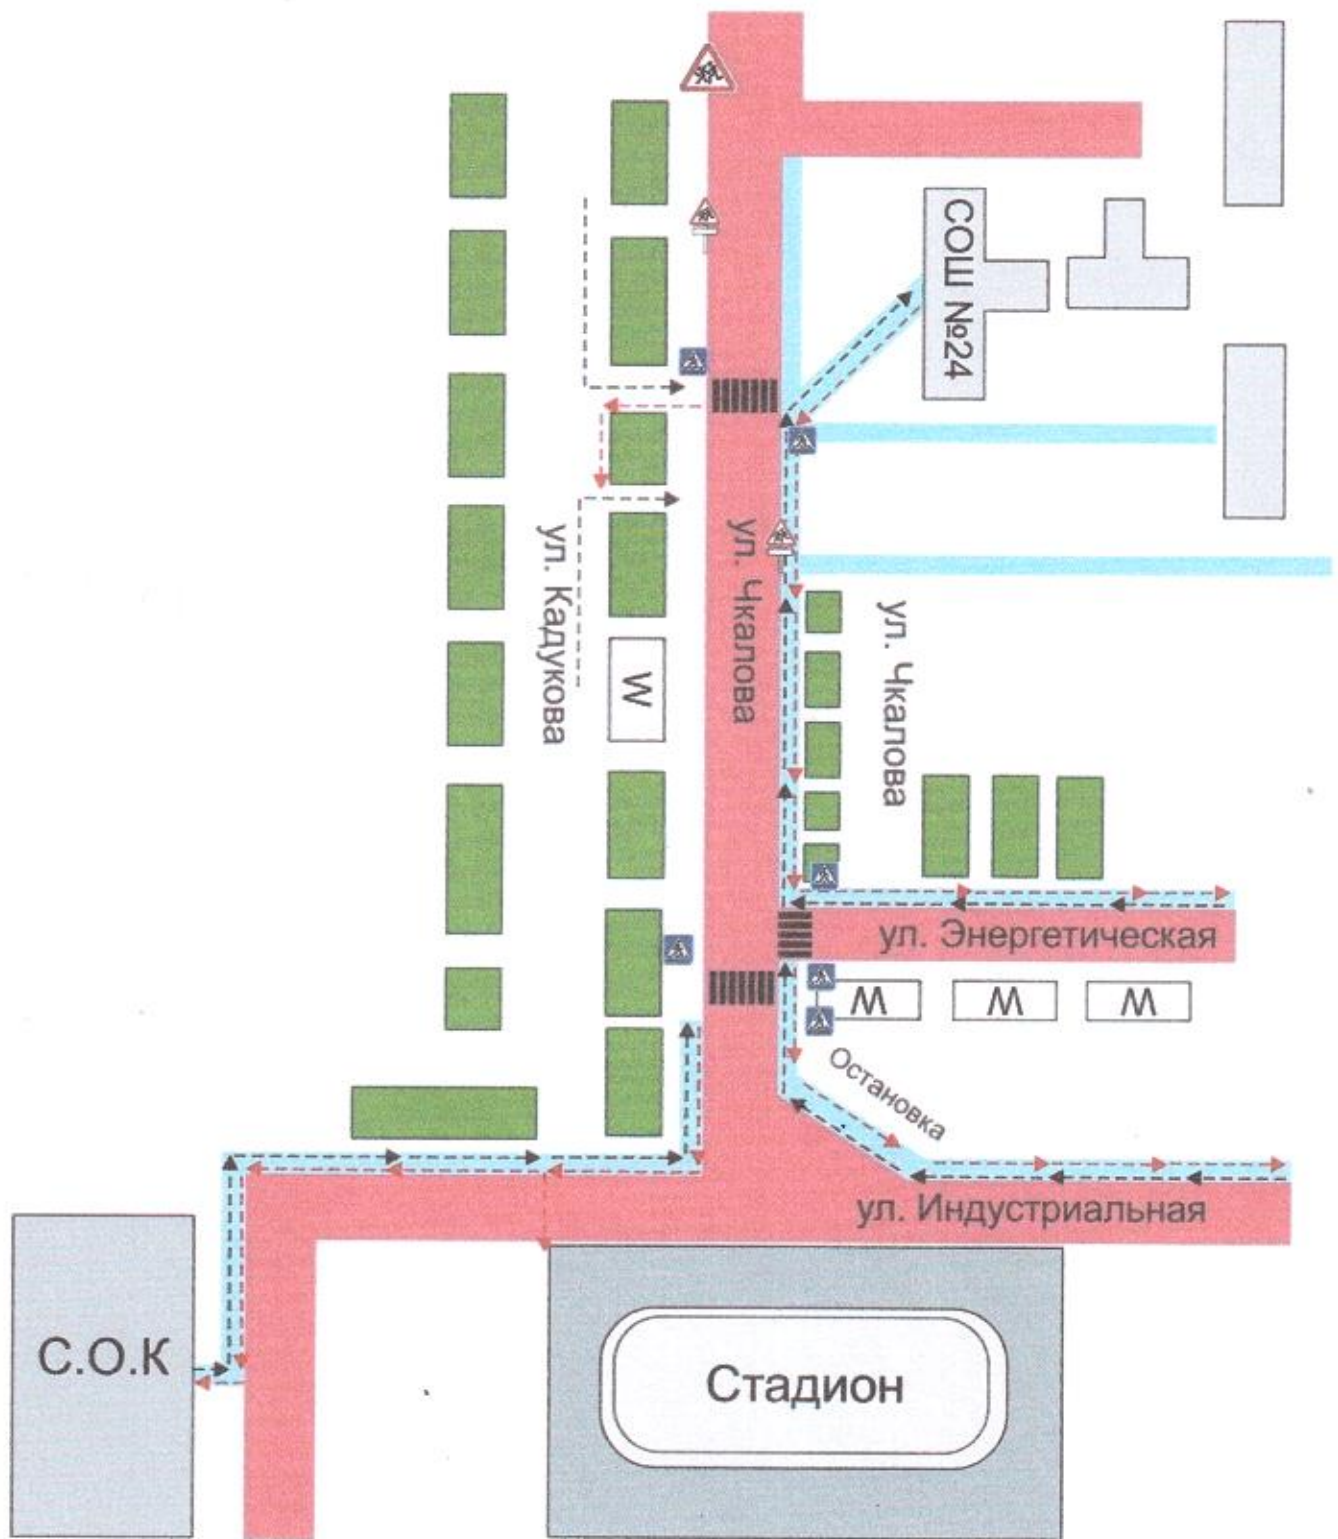 СОШ №24
ул. Кадукова
ул. Чкалова
ул. Чкалова
М
ул. Энергетическая
М
М
М
Остановка
ул. Индустриальная
С.О.К
Стадион